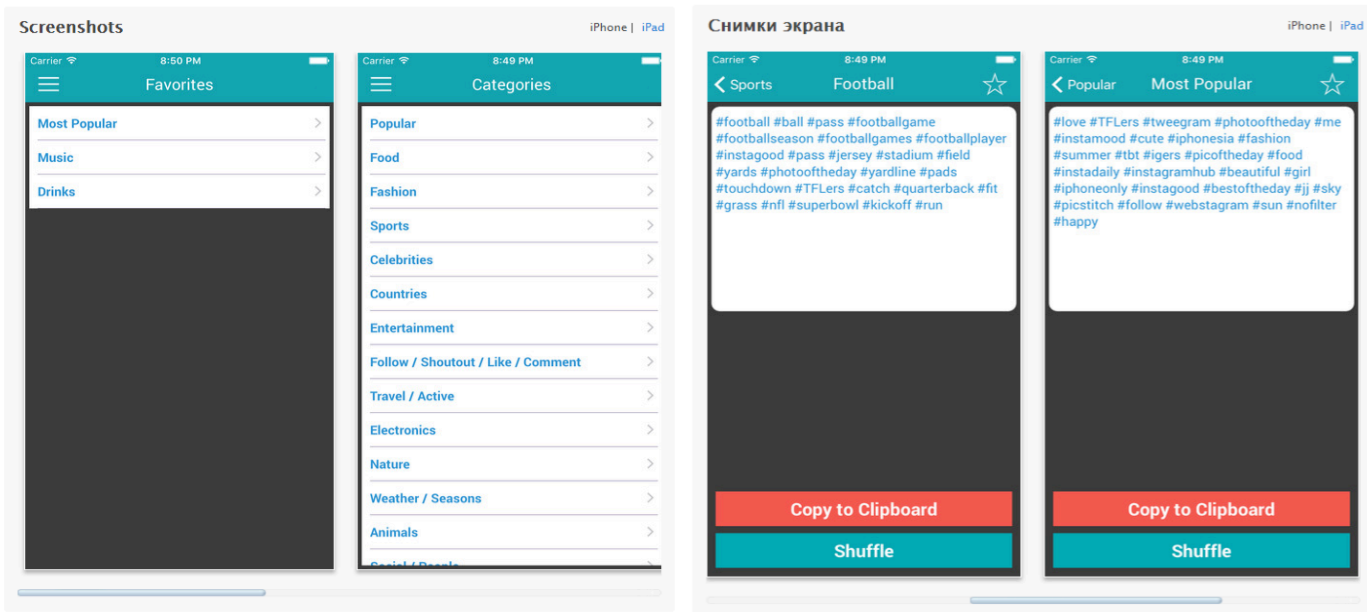 Screenshots
iPhone | iPad
Carrier 8:50 PM
Favorites
Most Popular
Music
Drinks
Carrier 8:49 PM
Categories
Popular
Food
Fashion
Sports
Celebrities
Countries
Entertainment
Follow / Shoutout / Like / Comment
Travel / Active
Electronics
Nature
Weather / Seasons
Animals
Social / People
Снимки экрана
iPhone | iPad
Carrier 8:49 PM
Sports Football
#football #ball #pass #footballgame
#footballseason #footballgames #footballplayer
#instagood #pass #jersey #stadium #field
#yards #photooftheday #yardline #pads
#touchdown #TFLers #catch #quarterback #fit
#grass #nfl #superbowl #kickoff #run
Copy to Clipboard
Shuffle
Carrier 8:49 PM
Popular Most Popular
#love #TFLers #tweegram #photooftheday #me
#instamood #cute #iphonesia #fashion
#summer #tbt #igers #picoftheday #food
#instadaily #instagramhub #beautiful #girl
#iphoneonly #instagood #bestoftheday #jj #sky
#picstitch #follow #webstagram #sun #nofilter
#happy
Copy to Clipboard
Shuffle